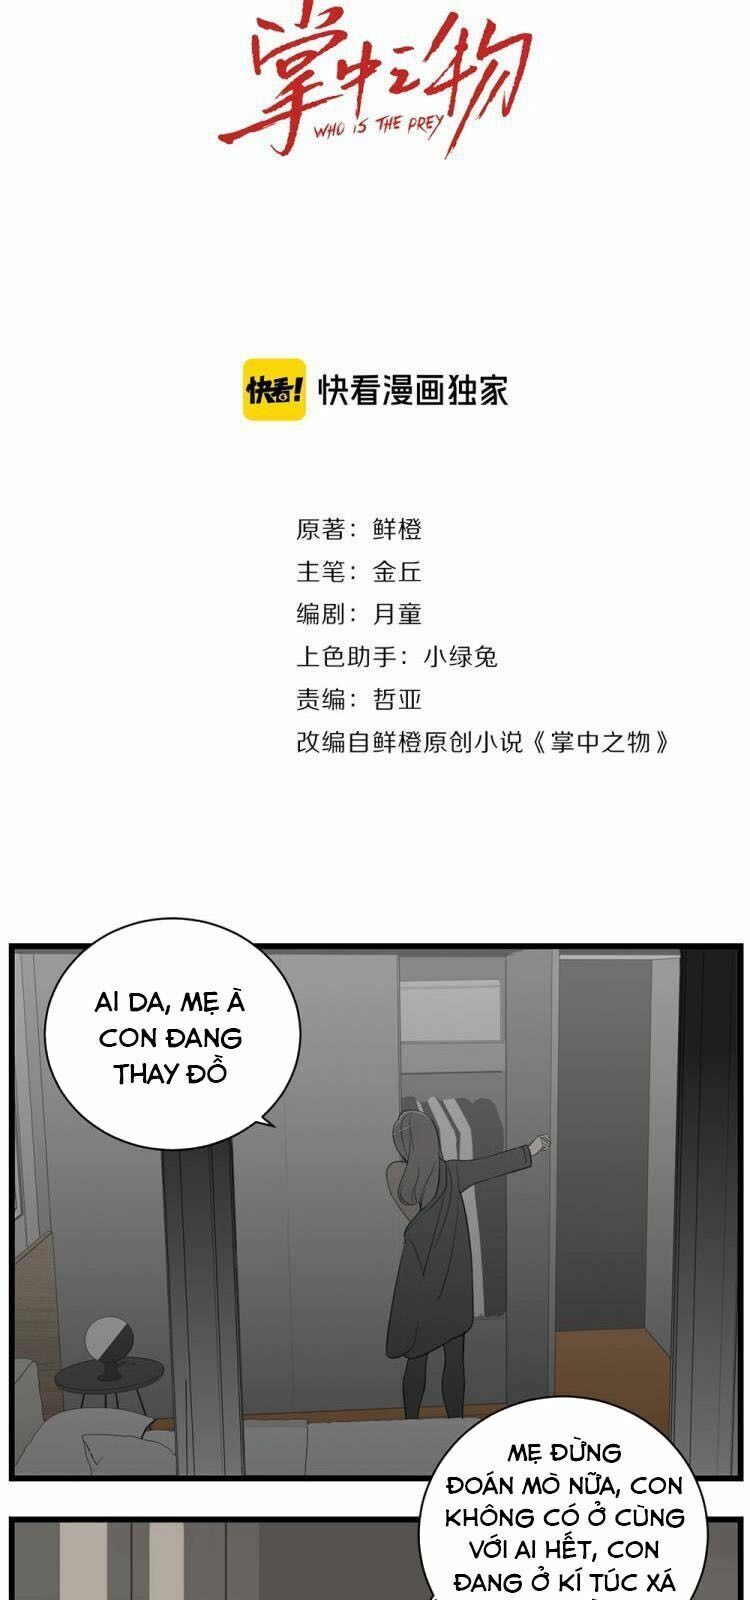 掌中之物
WHO IS THE PREY
快看! 快看漫画独家
原著：鲜橙
主笔：金丘
编剧：月童
上色助手：小绿兔
责编：哲亚
改编自鲜橙原创小说《掌中之物》
AI DA, MẸ À
CON ĐANG
THAY ĐỒ
MẸ ĐỪNG
ĐOÁN MÒ NỮA, CON
KHÔNG CÓ Ở CÙNG
VỚI AI HẾT, CON
ĐANG Ở KÍ TÚC XÁ